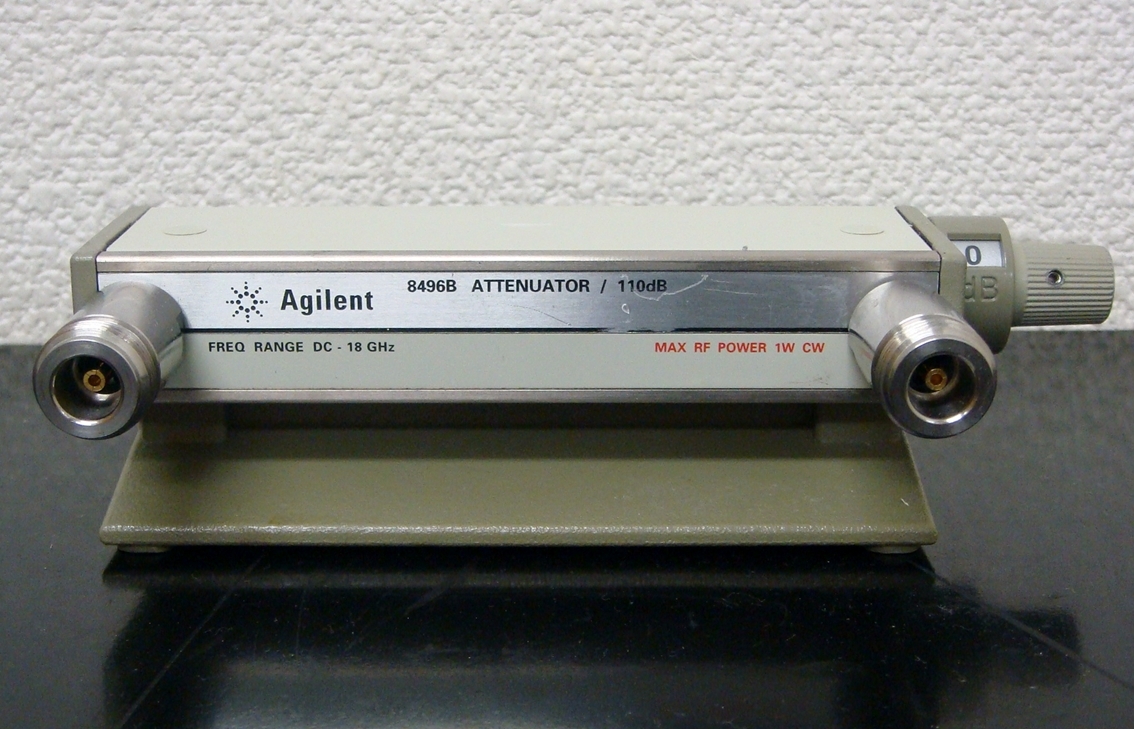 Agilent
8496B ATTENUATOR / 110dB
FREQ RANGE DC - 18 GHz
MAX RF POWER 1W CW
0
dB